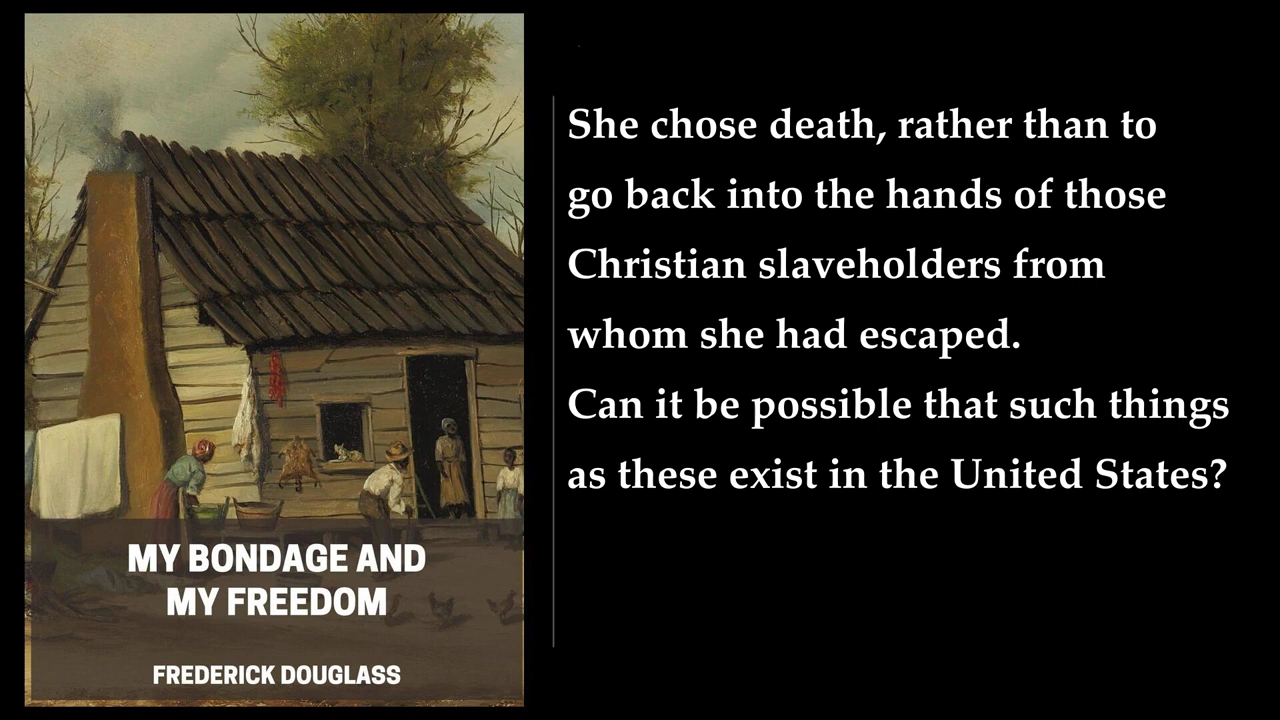 MY BONDAGE AND
MY FREEDOM
FREDERICK DOUGLASS
She chose death, rather than to
go back into the hands of those
Christian slaveholders from
whom she had escaped.
Can it be possible that such things
as these exist in the United States?